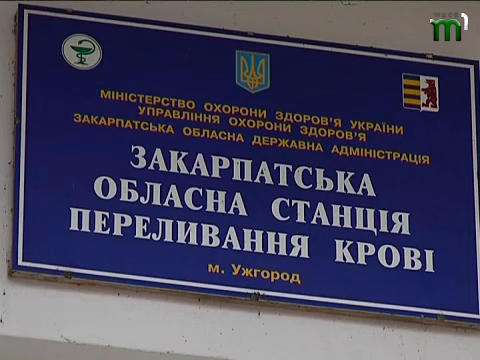 МІНІСТЕРСТВО ОХОРОНИ ЗДОРОВ'Я УКРАЇНИ
УПРАВЛІННЯ ОХОРОНИ ЗДОРОВ'Я
ЗАКАРПАТСЬКА ОБЛАСНА ДЕРЖАВНА АДМІНІСТРАЦІЯ
ЗАКАРПАТСЬКА
ОБЛАСНА СТАНЦІЯ
ПЕРЕЛИВАННЯ КРОВІ
м. Ужгород